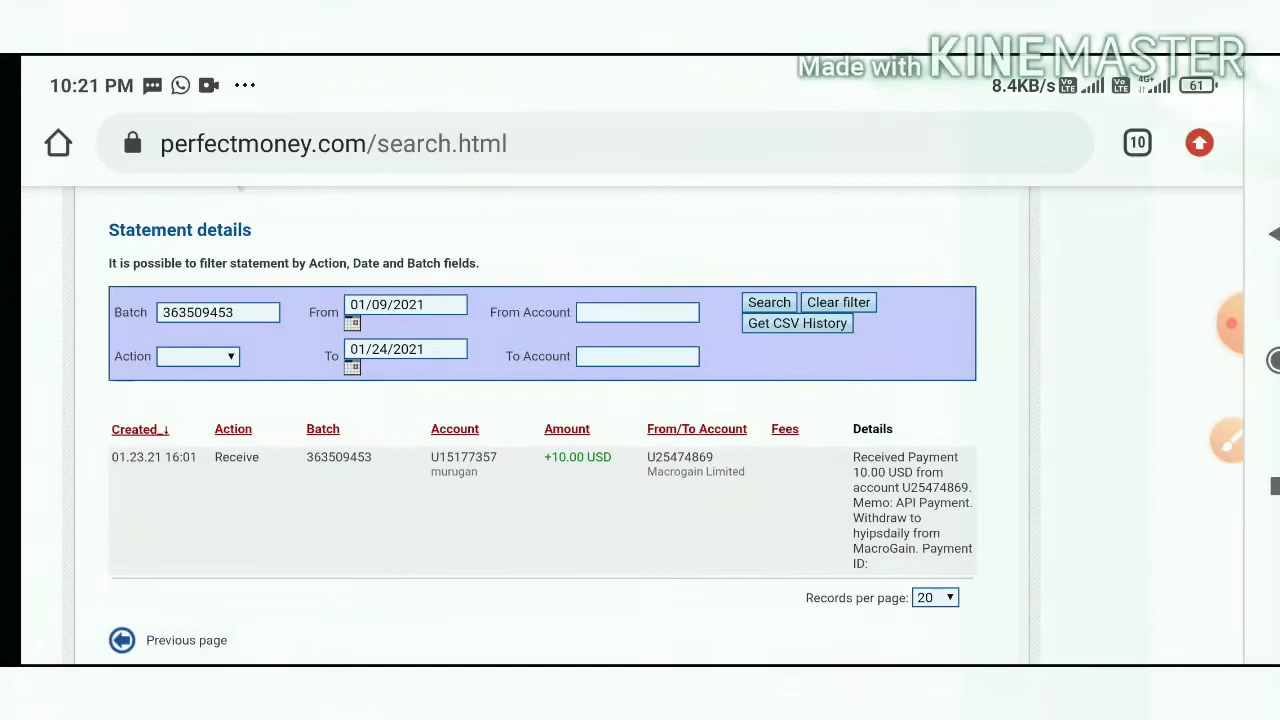 Made with KINEMASTER
10:21 PM
8.4KB/s Vo LTE Vo LTE 4G+ 61
perfectmoney.com/search.html
10
Statement details
It is possible to filter statement by Action, Date and Batch fields.
Batch 363509453 From 01/09/2021 From Account Search Clear filter
Get CSV History
Action To 01/24/2021 To Account
Created ↓ Action Batch Account Amount From/To Account Fees Details
01.23.21 16:01 Receive 363509453 U15177357 +10.00 USD U25474869 Received Payment
murugan Macrogain Limited 10.00 USD from
account U25474869.
Memo: API Payment.
Withdraw to
hyipsdaily from
MacroGain. Payment
ID:
Records per page: 20
Previous page